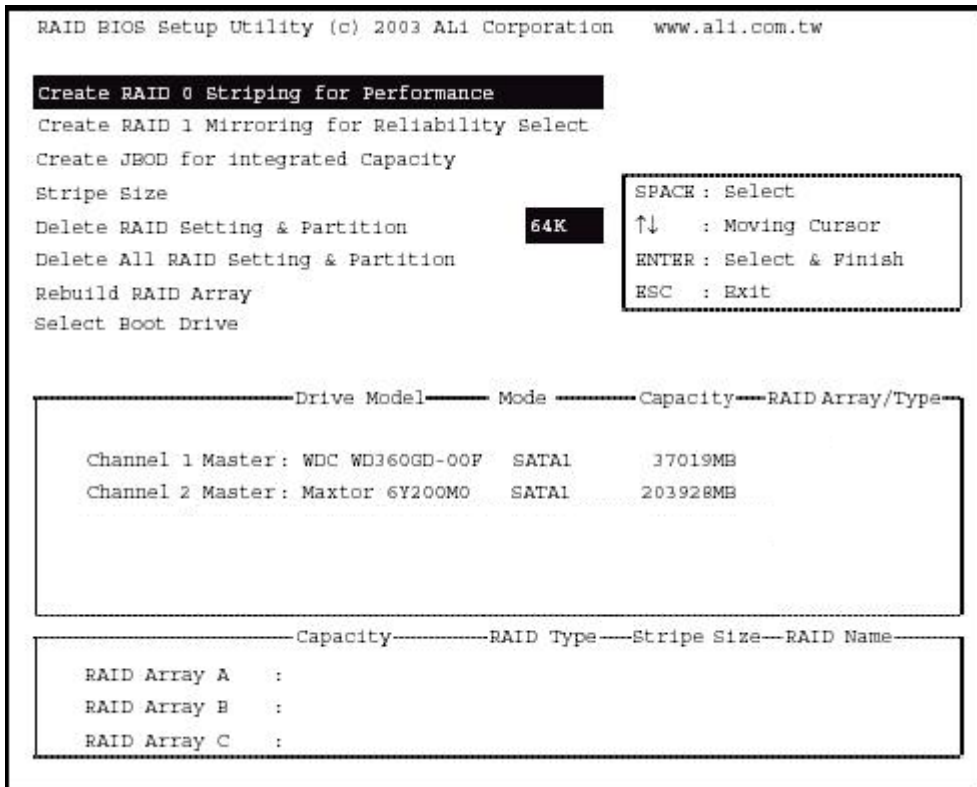 RAID BIOS Setup Utility (c) 2003 ALi Corporation www.ali.com.tw
Create RAID 0 Striping for Performance
Create RAID 1 Mirroring for Reliability Select
Create JBOD for integrated Capacity
Stripe Size
Delete RAID Setting & Partition 64K
Delete All RAID Setting & Partition
Rebuild RAID Array
Select Boot Drive
SPACE : Select
↑↓ : Moving Cursor
ENTER : Select & Finish
ESC : Exit
Drive Model Mode Capacity RAID Array/Type
Channel 1 Master : WDC WD360GD-00F SATA1 37019MB
Channel 2 Master : Maxtor 6Y200M0 SATA1 203928MB
Capacity RAID Type Stripe Size RAID Name
RAID Array A :
RAID Array B :
RAID Array C :